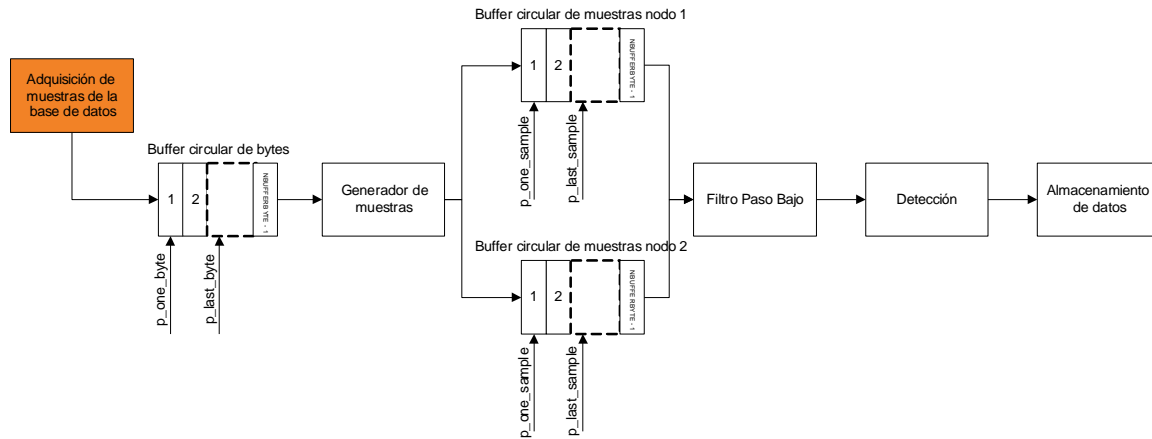 Buffer circular de muestras nodo 1
1
2
NBUFFERBYTE - 1
p_one_sample
p_last_sample
Adquisición de
muestras de la
base de datos
Buffer circular de bytes
1
2
NBUFFERBYTE - 1
p_one_byte
p_last_byte
Generador de
muestras
Filtro Paso Bajo
Detección
Almacenamiento
de datos
Buffer circular de muestras nodo 2
1
2
NBUFFERBYTE - 1
p_one_sample
p_last_sample